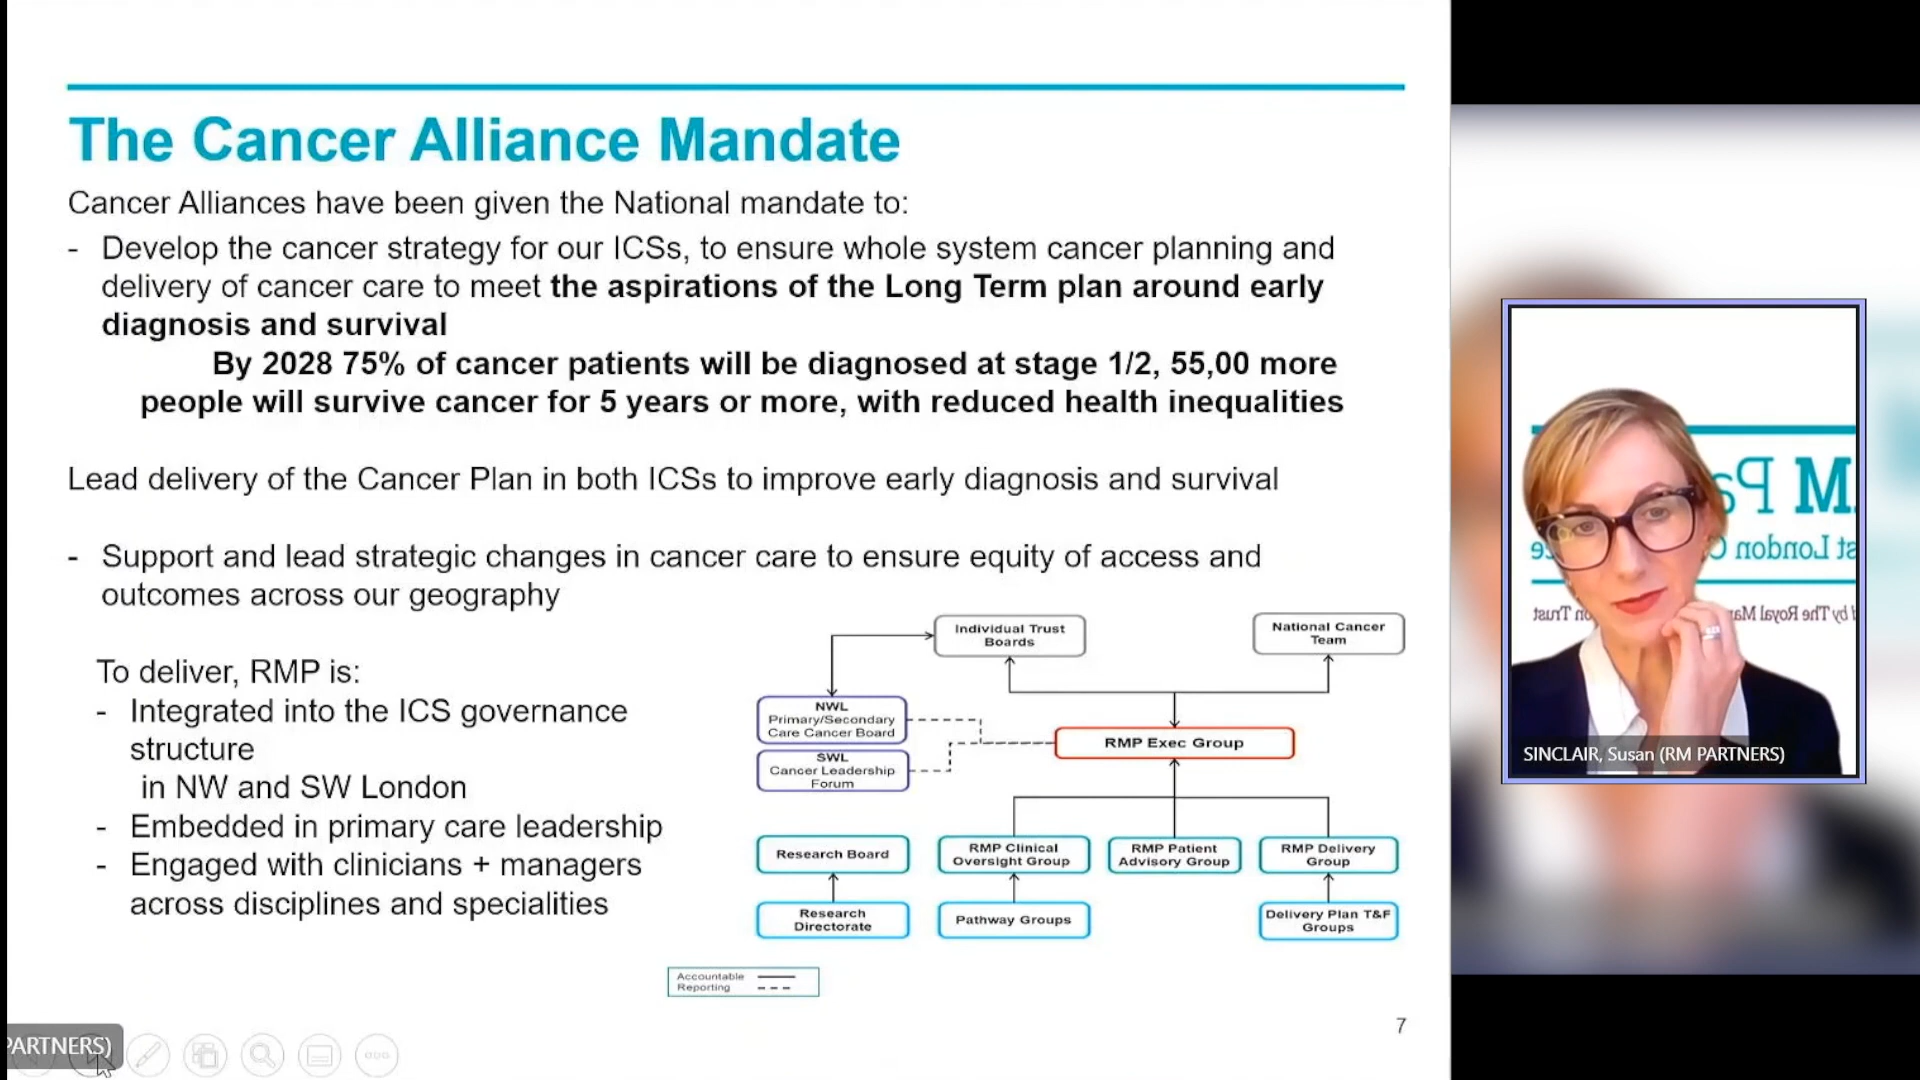 The Cancer Alliance Mandate
Cancer Alliances have been given the National mandate to:
- Develop the cancer strategy for our ICSs, to ensure whole system cancer planning and
delivery of cancer care to meet the aspirations of the Long Term plan around early
diagnosis and survival
By 2028 75% of cancer patients will be diagnosed at stage 1/2, 55,00 more
people will survive cancer for 5 years or more, with reduced health inequalities
Lead delivery of the Cancer Plan in both ICSs to improve early diagnosis and survival
- Support and lead strategic changes in cancer care to ensure equity of access and
outcomes across our geography
To deliver, RMP is:
- Integrated into the ICS governance
structure
in NW and SW London
- Embedded in primary care leadership
- Engaged with clinicians + managers
across disciplines and specialities
Individual Trust
Boards
National Cancer
Team
NWL
Primary/Secondary
Care Cancer Board
SWL
Cancer Leadership
Forum
RMP Exec Group
Research Board
RMP Clinical
Oversight Group
RMP Patient
Advisory Group
RMP Delivery
Group
Research
Directorate
Pathway Groups
Delivery Plan T&F
Groups
Accountable
Reporting
7
PARTNERS)
M Pa
st London C
by The Royal Ma
on Trust
SINCLAIR, Susan (RM PARTNERS)